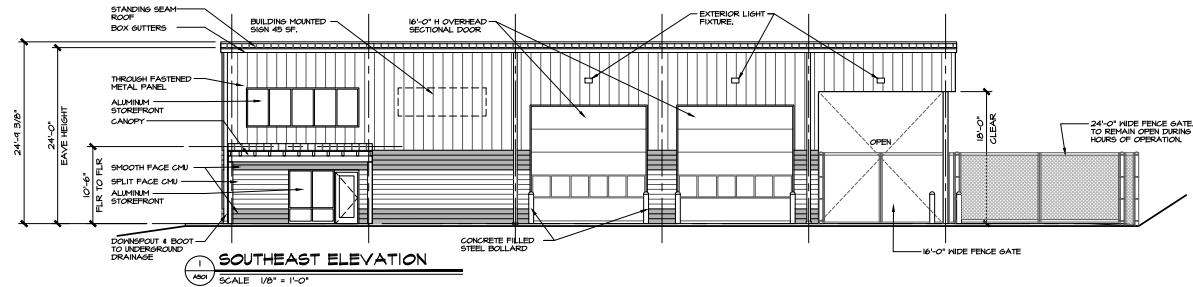 STANDING SEAM
ROOF
BOX GUTTERS
BUILDING MOUNTED
SIGN 45 SF.
16'-0" H OVERHEAD
SECTIONAL DOOR
EXTERIOR LIGHT
FIXTURE.
THROUGH FASTENED
METAL PANEL
ALUMINUM
STOREFRONT
CANOPY
24'-9 3/8"
24'-0"
EAVE HEIGHT
10'-6"
FLR TO FLR
SMOOTH FACE CMU
SPLIT FACE CMU
ALUMINUM
STOREFRONT
OPEN
18'-0"
CLEAR
24'-0" WIDE FENCE GATE.
TO REMAIN OPEN DURING
HOURS OF OPERATION.
DOWNSPOUT & BOOT
TO UNDERGROUND
DRAINAGE
CONCRETE FILLED
STEEL BOLLARD
16'-0" WIDE FENCE GATE
1
A301
SOUTHEAST ELEVATION
SCALE 1/8" = 1'-0"